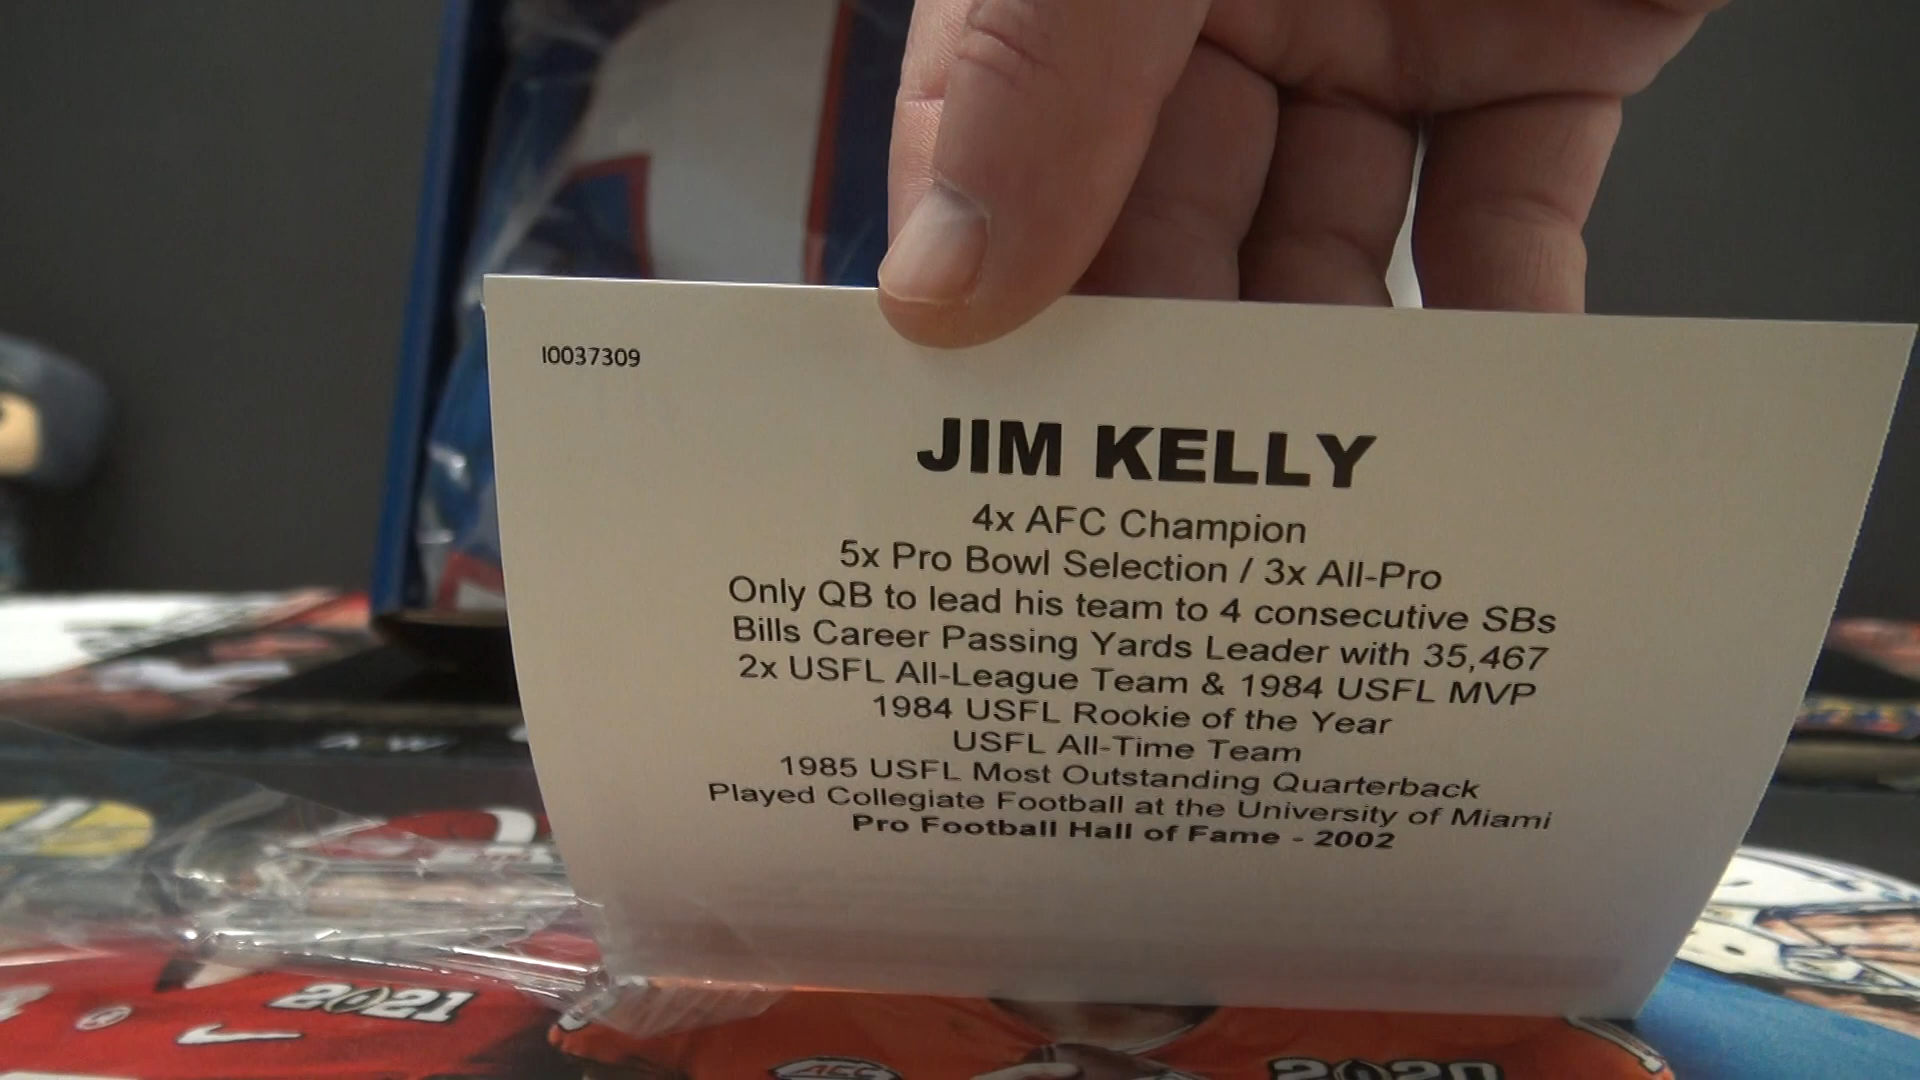 I0037309
JIM KELLY
4x AFC Champion
5x Pro Bowl Selection / 3x All-Pro
Only QB to lead his team to 4 consecutive SBs
Bills Career Passing Yards Leader with 35,467
2x USFL All-League Team & 1984 USFL MVP
1984 USFL Rookie of the Year
USFL All-Time Team
1985 USFL Most Outstanding Quarterback
Played Collegiate Football at the University of Miami
Pro Football Hall of Fame - 2002
2021
ACC
2020